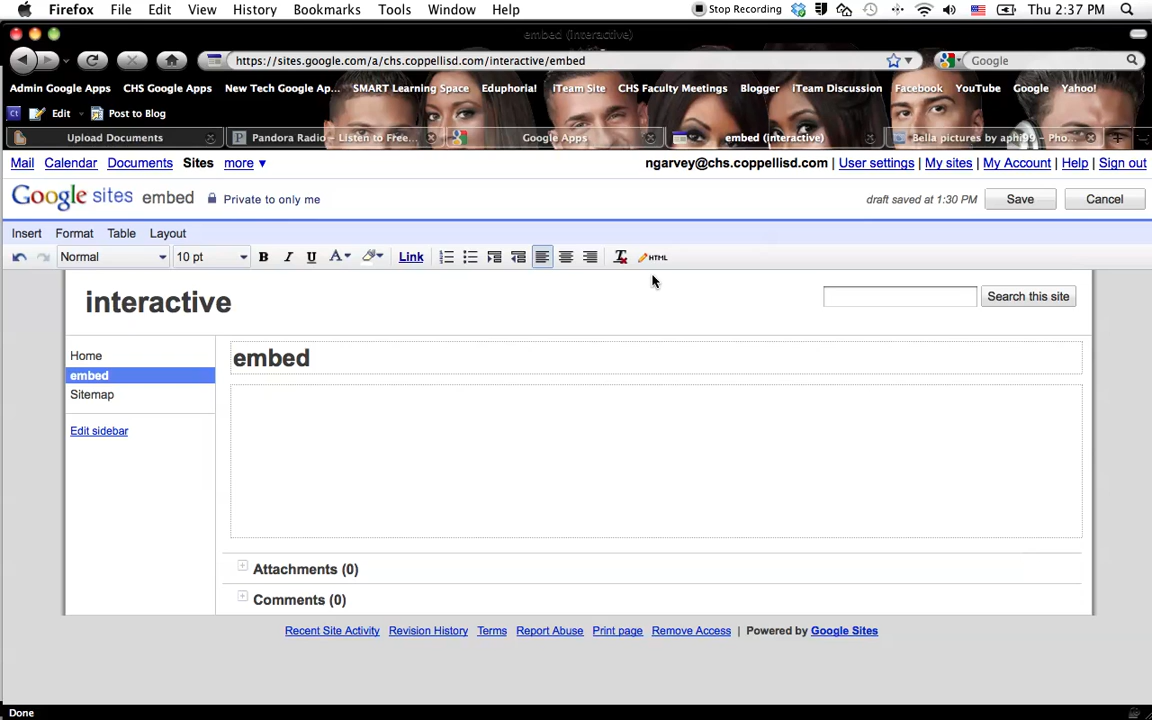 Firefox File Edit View History Bookmarks Tools Window Help Stop Recording Thu 2:37 PM
embed (interactive)
https://sites.google.com/a/chs.coppellisd.com/interactive/embed Google
Admin Google Apps CHS Google Apps New Tech Google Ap... SMART Learning Space Eduphoria! iTeam Site CHS Faculty Meetings Blogger iTeam Discussion Facebook YouTube Google Yahoo!
Ct Edit Post to Blog
Upload Documents Pandora Radio – Listen to Free... Google Apps embed (interactive) Bella pictures by aphi99 – Pho...
Mail Calendar Documents Sites more ▼ ngarvey@chs.coppellisd.com | User settings | My sites | My Account | Help | Sign out
Google sites embed Private to only me draft saved at 1:30 PM Save Cancel
Insert Format Table Layout
Normal 10 pt B I U A Link T HTML
interactive Search this site
Home embed
embed
Sitemap
Edit sidebar
Attachments (0)
Comments (0)
Recent Site Activity Revision History Terms Report Abuse Print page Remove Access | Powered by Google Sites
Done